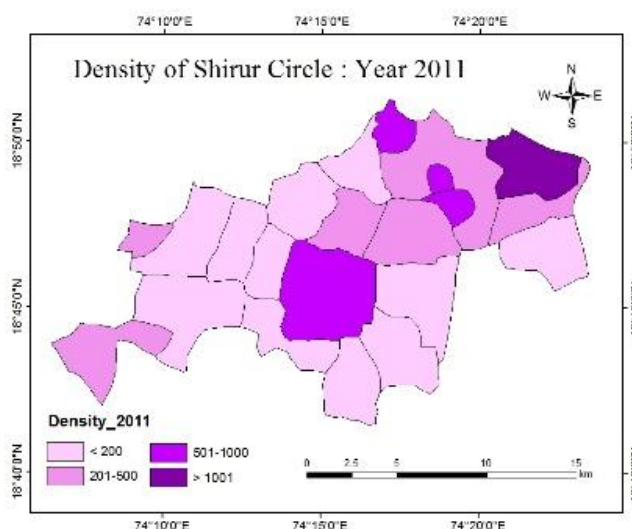 74°10'0"E 74°15'0"E 74°20'0"E
Density of Shirur Circle : Year 2011
N
W E
S
18°50'0"N
18°45'0"N
18°40'0"N
Density_2011
< 200 501-1000
201-500 > 1001
0 2.5 5 10 15
km
74°10'0"E 74°15'0"E 74°20'0"E